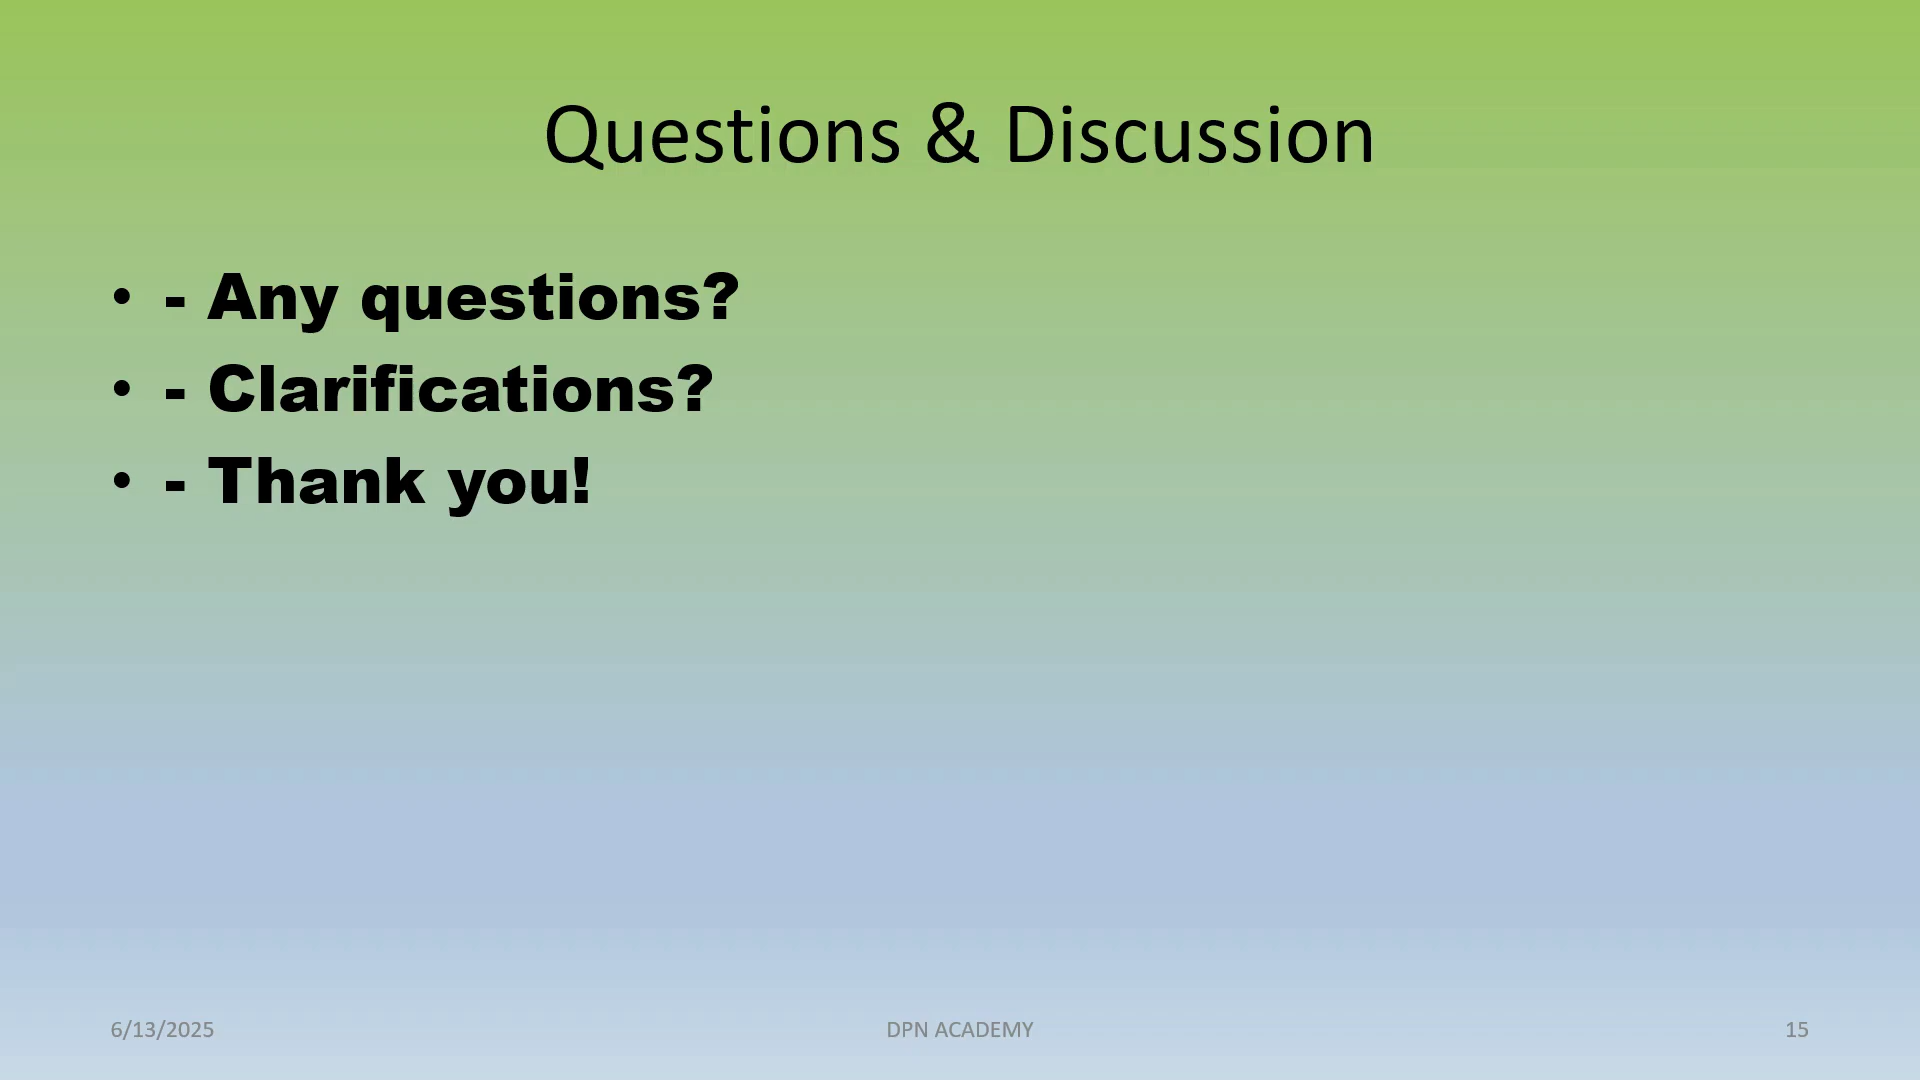 Questions & Discussion
• - Any questions?
• - Clarifications?
• - Thank you!
6/13/2025
DPN ACADEMY
15